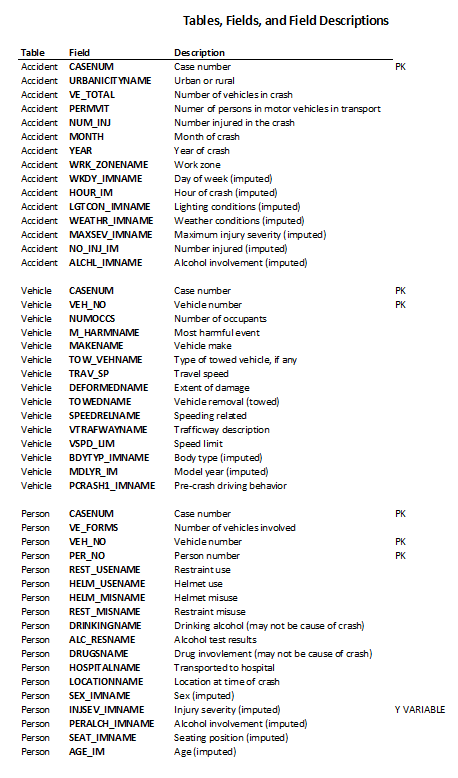 Tables, Fields, and Field Descriptions
Table Field Description
Accident CASENUM Case number PK
Accident URBANICITYNAME Urban or rural
Accident VE_TOTAL Number of vehicles in crash
Accident PERMVIT Numer of persons in motor vehicles in transport
Accident NUM_INJ Number injured in the crash
Accident MONTH Month of crash
Accident YEAR Year of crash
Accident WRK_ZONENAME Work zone
Accident WKDY_IMNAME Day of week (imputed)
Accident HOUR_IM Hour of crash (imputed)
Accident LGTCON_IMNAME Lighting conditions (imputed)
Accident WEATHR_IMNAME Weather conditions (imputed)
Accident MAXSEV_IMNAME Maximum injury severity (imputed)
Accident NO_INJ_IM Number injured (imputed)
Accident ALCHL_IMNAME Alcohol involvement (imputed)
Vehicle CASENUM Case number PK
Vehicle VEH_NO Vehicle number PK
Vehicle NUMOCCS Number of occupants
Vehicle M_HARMNAME Most harmful event
Vehicle MAKENAME Vehicle make
Vehicle TOW_VEHNAME Type of towed vehicle, if any
Vehicle TRAV_SP Travel speed
Vehicle DEFORMEDNAME Extent of damage
Vehicle TOWEDNAME Vehicle removal (towed)
Vehicle SPEEDRELNAME Speeding related
Vehicle VTRAFWAYNAME Trafficway description
Vehicle VSPD_LIM Speed limit
Vehicle BDYTYP_IMNAME Body type (imputed)
Vehicle MDLYR_IM Model year (imputed)
Vehicle PCRASH1_IMNAME Pre-crash driving behavior
Person CASENUM Case number PK
Person VE_FORMS Number of vehicles involved
Person VEH_NO Vehicle number PK
Person PER_NO Person number PK
Person REST_USENAME Restraint use
Person HELM_USENAME Helmet use
Person HELM_MISNAME Helmet misuse
Person REST_MISNAME Restraint misuse
Person DRINKINGNAME Drinking alcohol (may not be cause of crash)
Person ALC_RESNAME Alcohol test results
Person DRUGSNAME Drug invovlement (may not be cause of crash)
Person HOSPITALNAME Transported to hospital
Person LOCATIONNAME Location at time of crash
Person SEX_IMNAME Sex (imputed)
Person INJSEV_IMNAME Injury severity (imputed) Y VARIABLE
Person PERALCH_IMNAME Alcohol involvement (imputed)
Person SEAT_IMNAME Seating position (imputed)
Person AGE_IM Age (imputed)